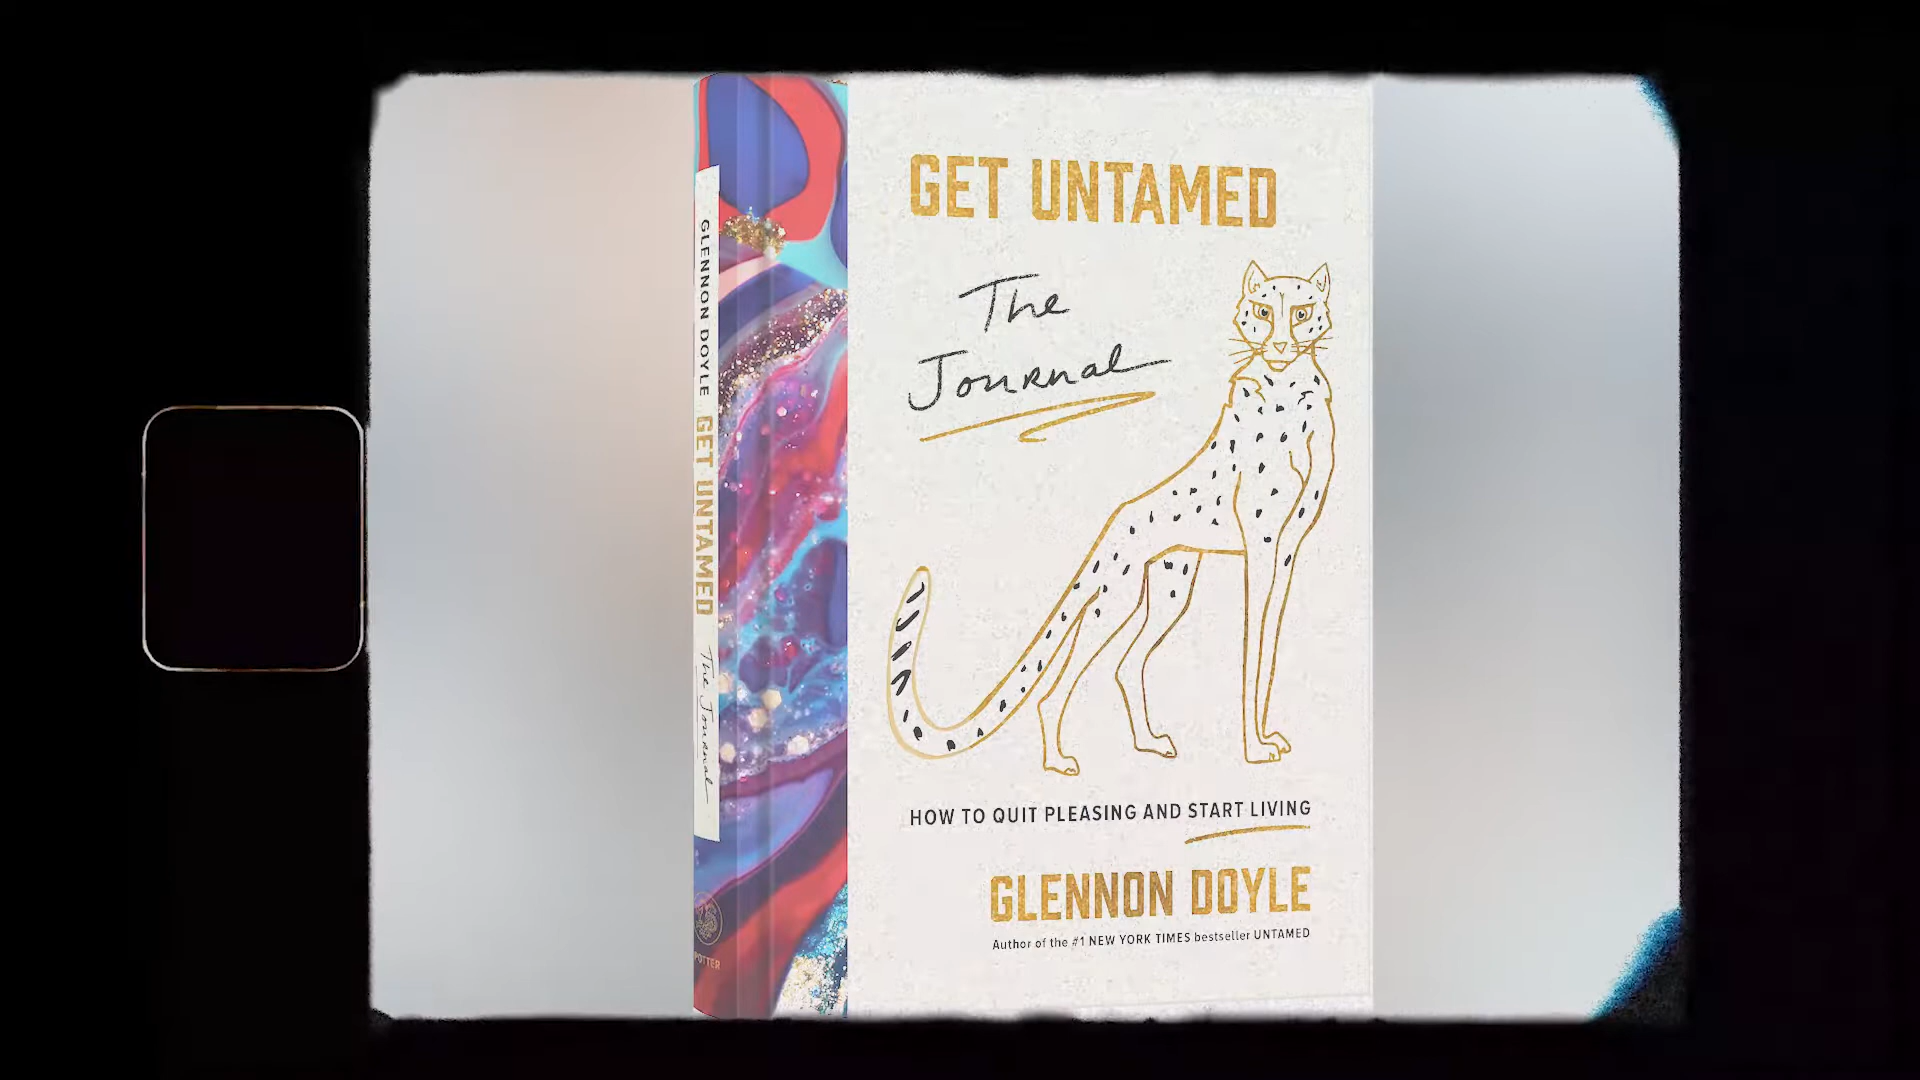 GLENNON DOYLE GET UNTAMED The Journal
POTTER
GET UNTAMED
The
Journal
HOW TO QUIT PLEASING AND START LIVING
GLENNON DOYLE
Author of the #1 NEW YORK TIMES bestseller UNTAMED